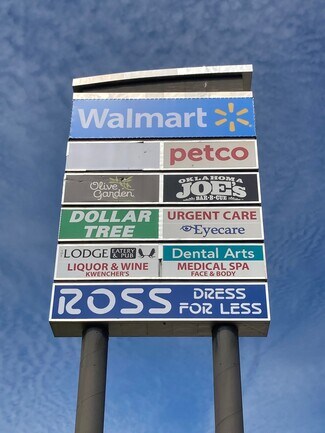 Walmart
petco
Olive Garden
OKLAHOMA
JOE'S
BAR-B-CUE
DOLLAR
TREE
URGENT CARE
Eyecare
LODGE EATERY & PUB
LIQUOR & WINE
KWENCHER'S
Dental Arts
MEDICAL SPA
FACE & BODY
ROSS DRESS
FOR LESS